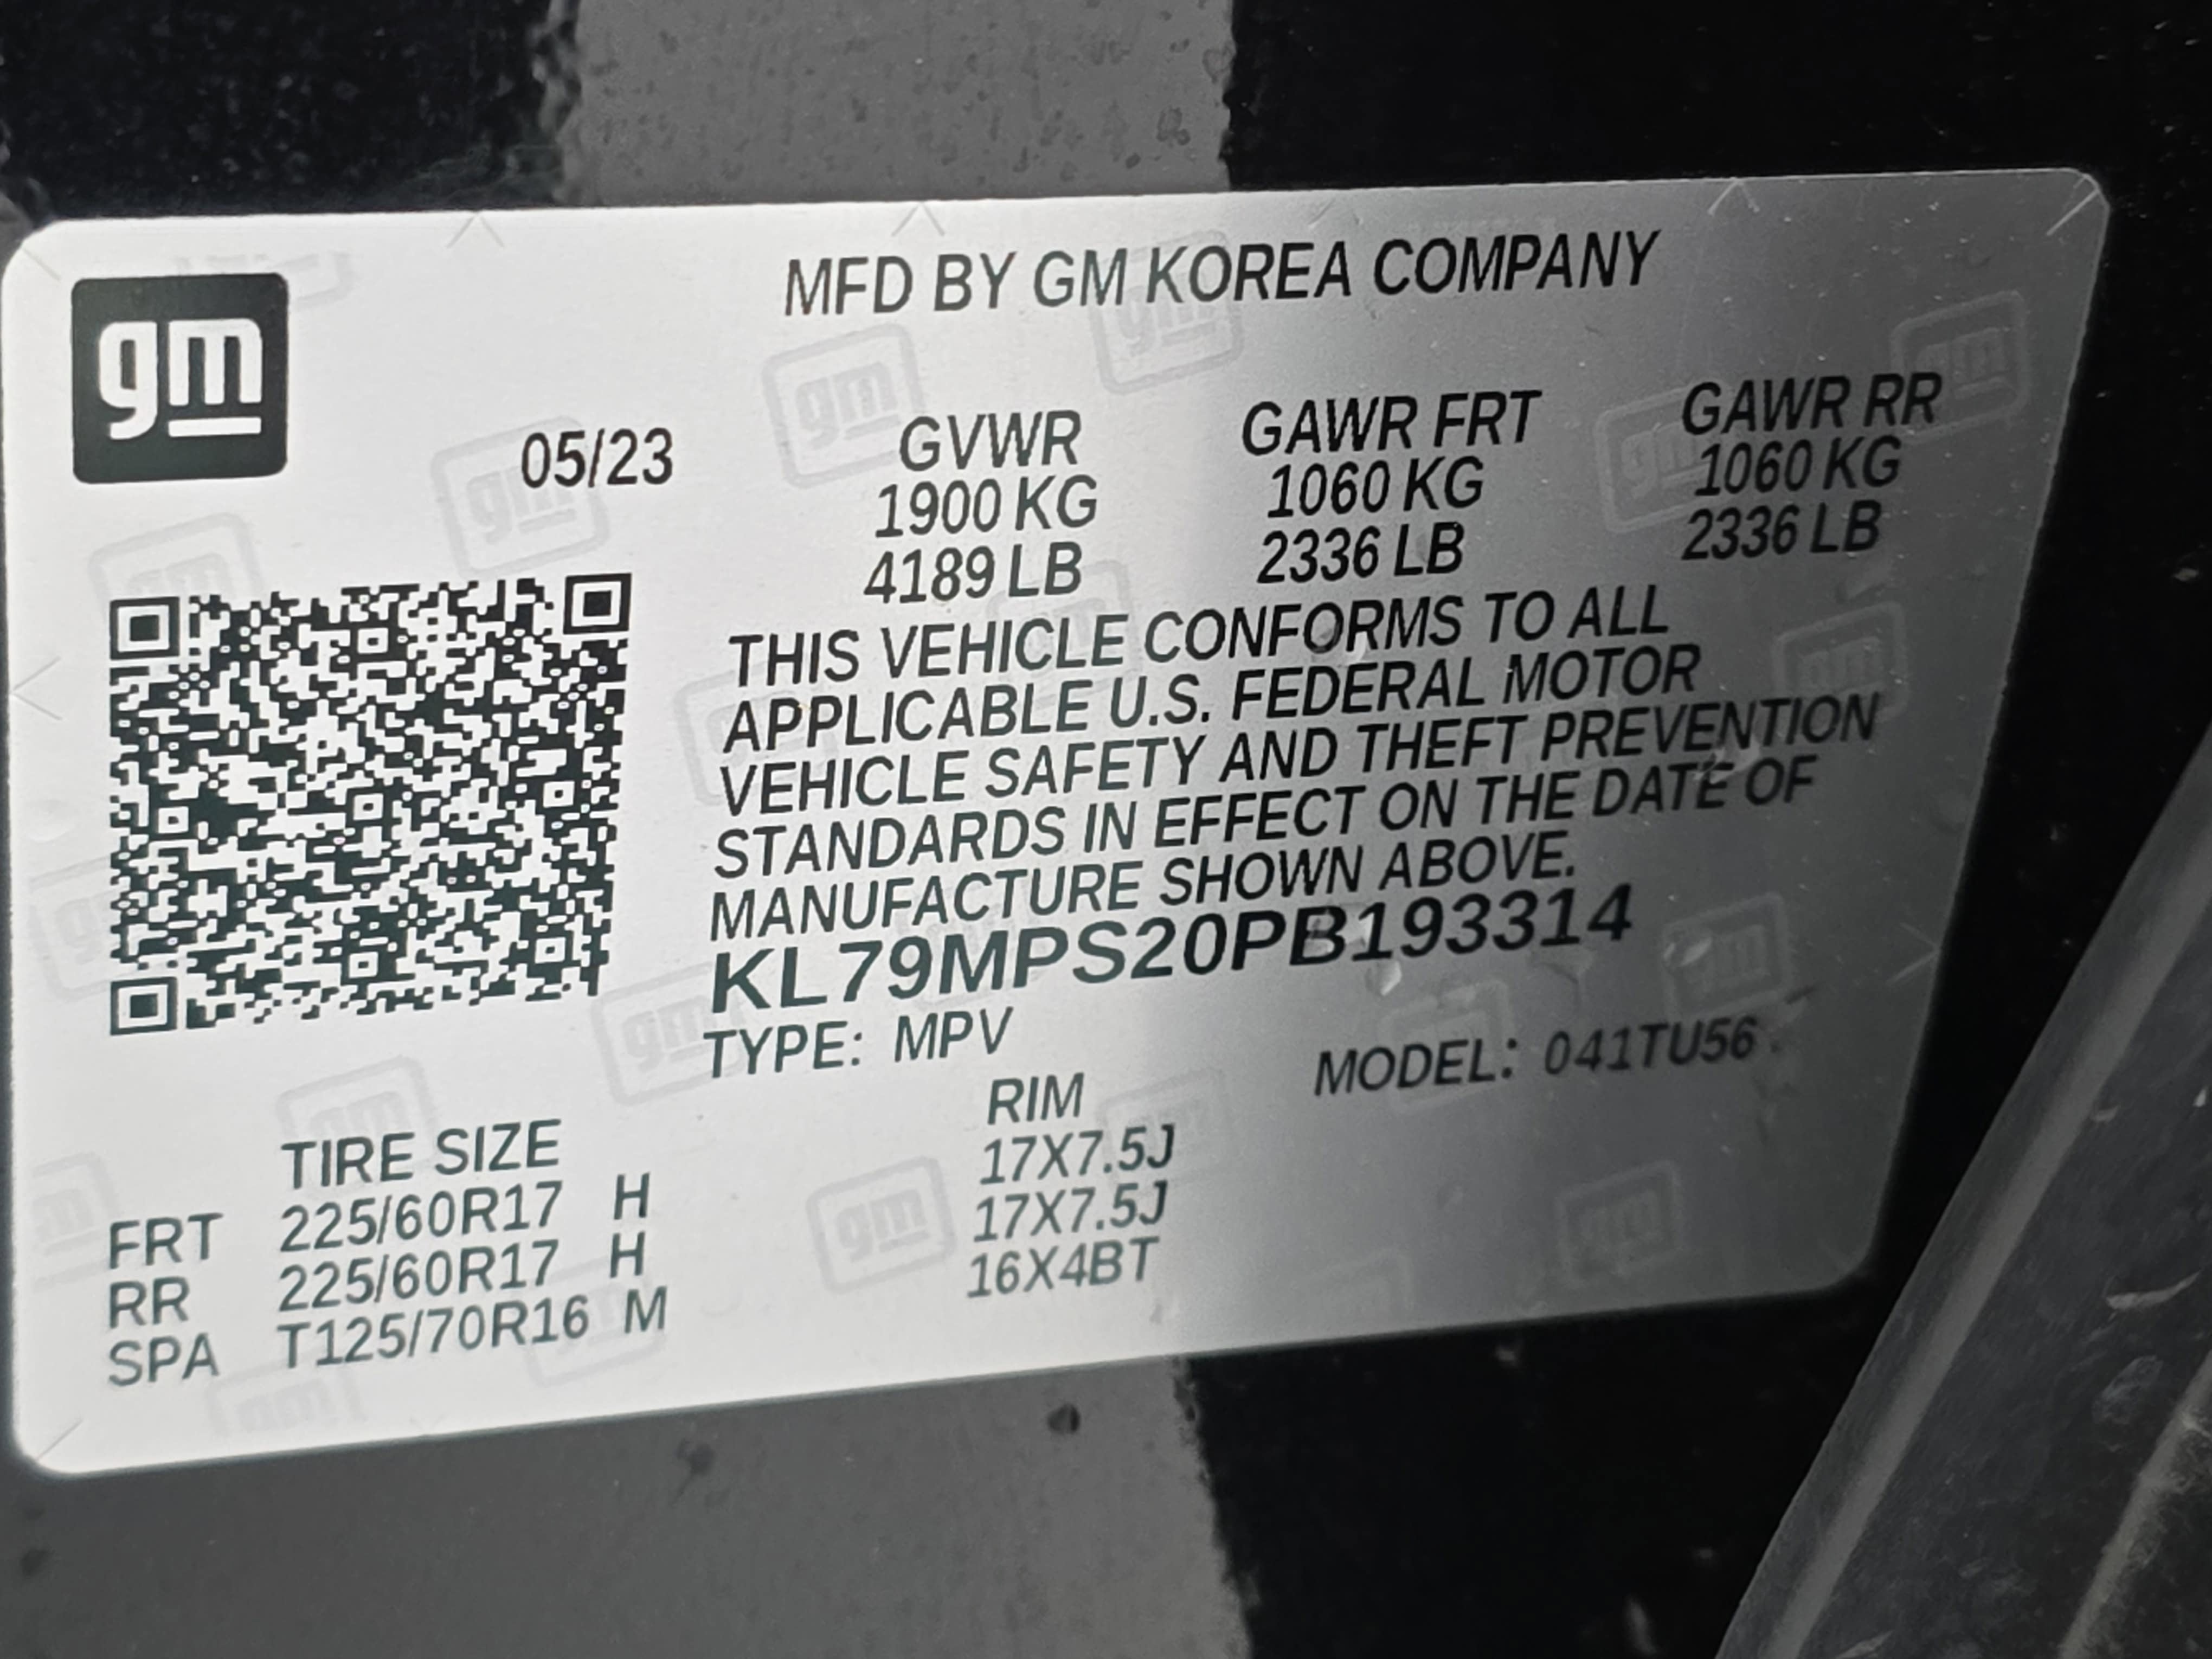 gm
MFD BY GM KOREA COMPANY
05/23
GVWR GAWR FRT GAWR RR
1900 KG 1060 KG 1060 KG
4189 LB 2336 LB 2336 LB
THIS VEHICLE CONFORMS TO ALL
APPLICABLE U.S. FEDERAL MOTOR
VEHICLE SAFETY AND THEFT PREVENTION
STANDARDS IN EFFECT ON THE DATE OF
MANUFACTURE SHOWN ABOVE.
KL79MPS20PB193314
TYPE: MPV MODEL: 041TU56
TIRE SIZE RIM
FRT 225/60R17 H 17X7.5J
RR 225/60R17 H 17X7.5J
SPA T125/70R16 M 16X4BT